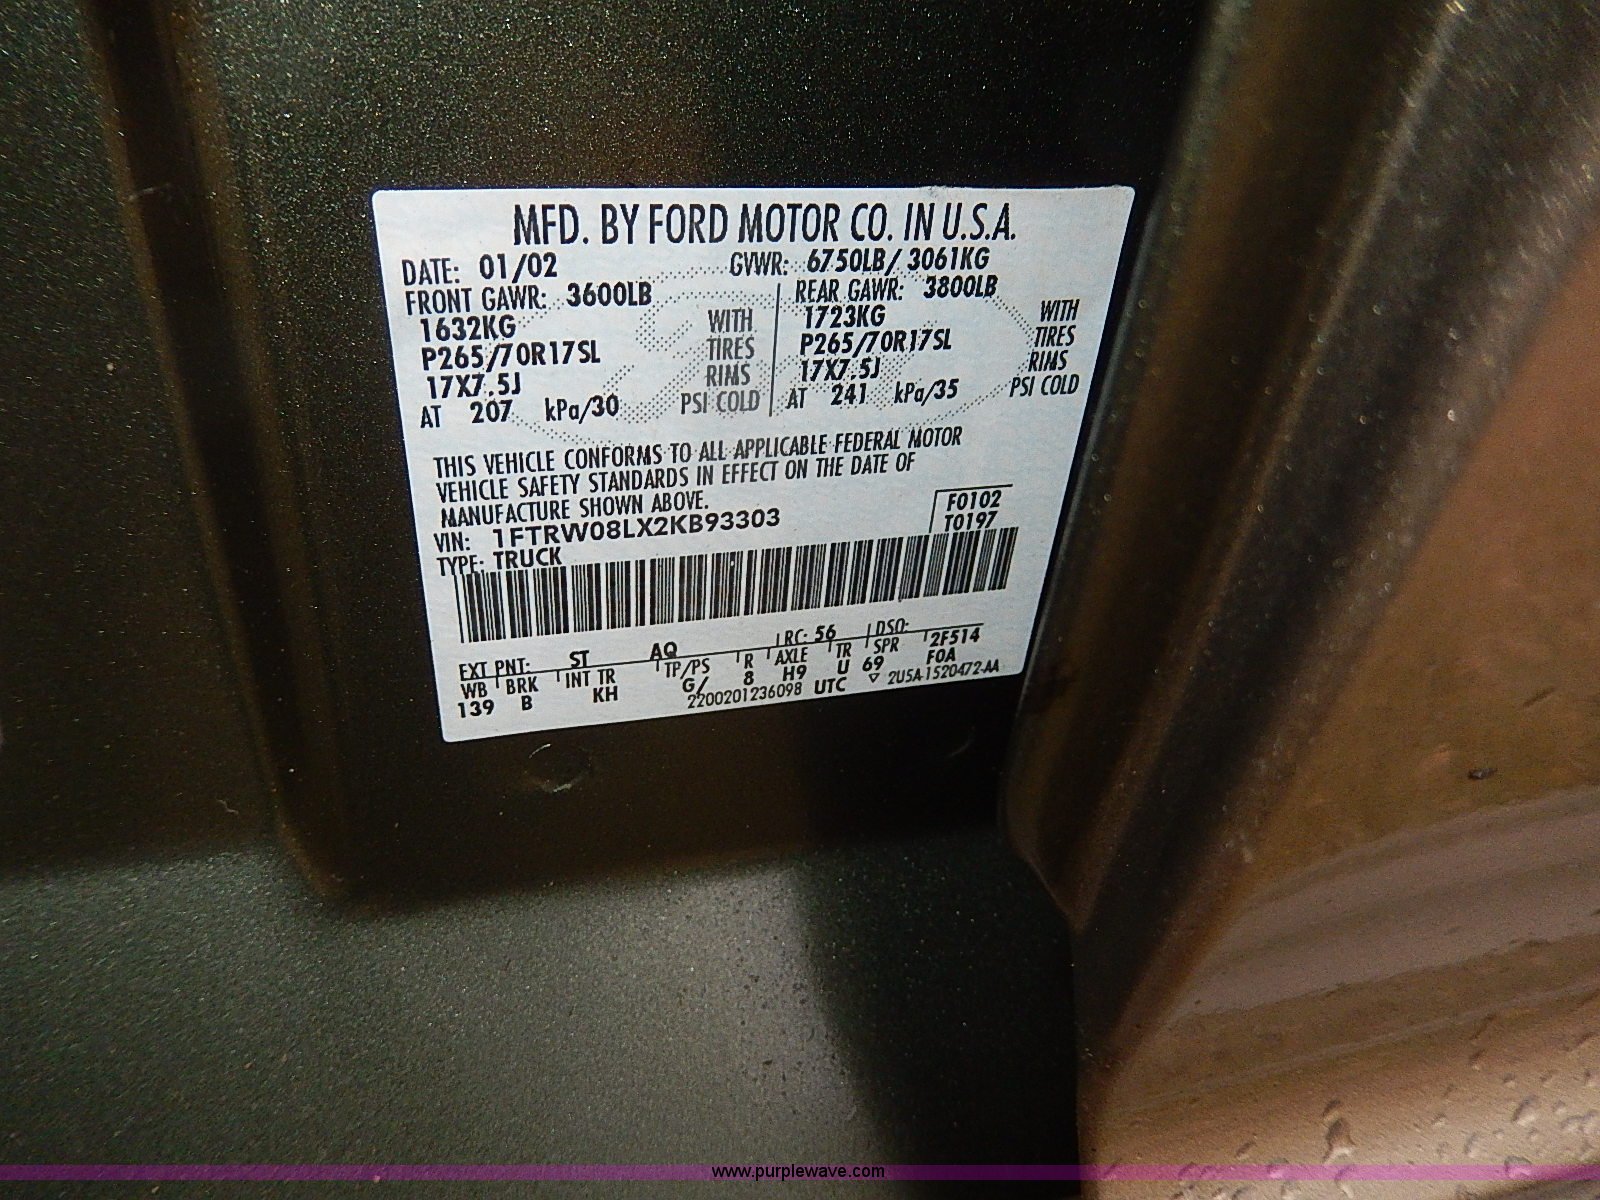 MFD. BY FORD MOTOR CO. IN U.S.A.
DATE: 01/02 GVWR: 6750LB/ 3061KG
FRONT GAWR: 3600LB REAR GAWR: 3800LB
1632KG WITH 1723KG WITH
P265/70R17SL TIRES P265/70R17SL TIRES
17X7.5J RIMS 17X7.5J RIMS
AT 207 kPa/30 PSI COLD AT 241 kPa/35 PSI COLD
THIS VEHICLE CONFORMS TO ALL APPLICABLE FEDERAL MOTOR
VEHICLE SAFETY STANDARDS IN EFFECT ON THE DATE OF
MANUFACTURE SHOWN ABOVE.
F0102
VIN: 1FTRW08LX2KB93303 T0197
TYPE: TRUCK
EXT PNT: ST AQ RC: 56 DSO: 2F514
WB BRK INT TR TP/PS R AXLE TR SPR F0A
139 B KH G/ 8 H9 U 69
2200201236098 UTC ▽ 2U5A-1520472-AA
www.purplewave.com